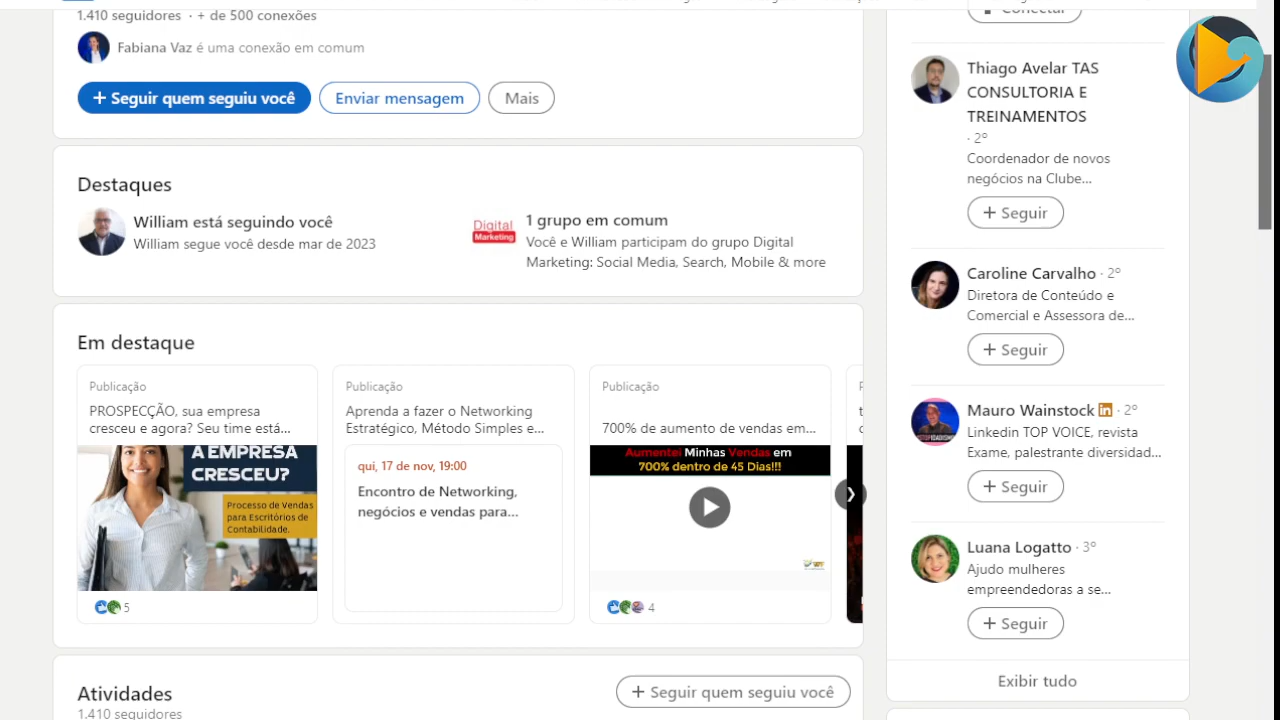 1.410 seguidores · + de 500 conexões
Fabiana Vaz é uma conexão em comum
+ Seguir quem seguiu você
Enviar mensagem
Mais
Destaques
William está seguindo você
William segue você desde mar de 2023
Digital
Marketing
1 grupo em comum
Você e William participam do grupo Digital
Marketing: Social Media, Search, Mobile & more
Em destaque
Publicação
PROSPECÇÃO, sua empresa
cresceu e agora? Seu time está...
A EMPRESA
CRESCEU?
Processo de Vendas
para Escritórios de
Contabilidade.
5
Publicação
Aprenda a fazer o Networking
Estratégico, Método Simples e...
qui, 17 de nov, 19:00
Encontro de Networking,
negócios e vendas para...
Publicação
700% de aumento de vendas em...
Aumentei Minhas Vendas em
700% dentro de 45 Dias!!!
4
Atividades
1.410 seguidores
+ Seguir quem seguiu você
Conectar
Thiago Avelar TAS
CONSULTORIA E
TREINAMENTOS
· 2º
Coordenador de novos
negócios na Clube...
+ Seguir
Caroline Carvalho · 2º
Diretora de Conteúdo e
Comercial e Assessora de...
+ Seguir
Mauro Wainstock in · 2º
Linkedin TOP VOICE, revista
Exame, palestrante diversidad...
+ Seguir
Luana Logatto · 3º
Ajudo mulheres
empreendedoras a se...
+ Seguir
Exibir tudo